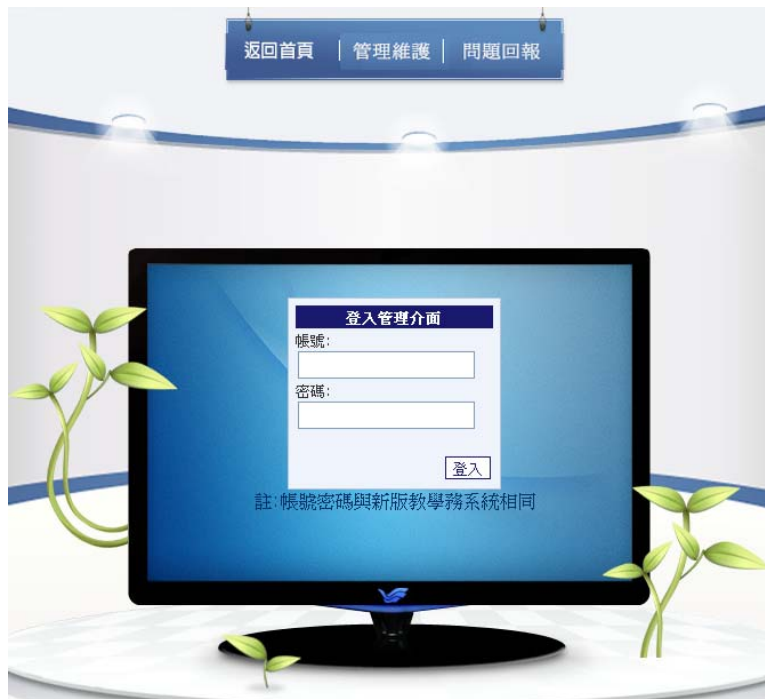 返回首頁 管理維護 問題回報
登入管理介面
帳號:
密碼:
登入
註:帳號密碼與新版教學務系統相同